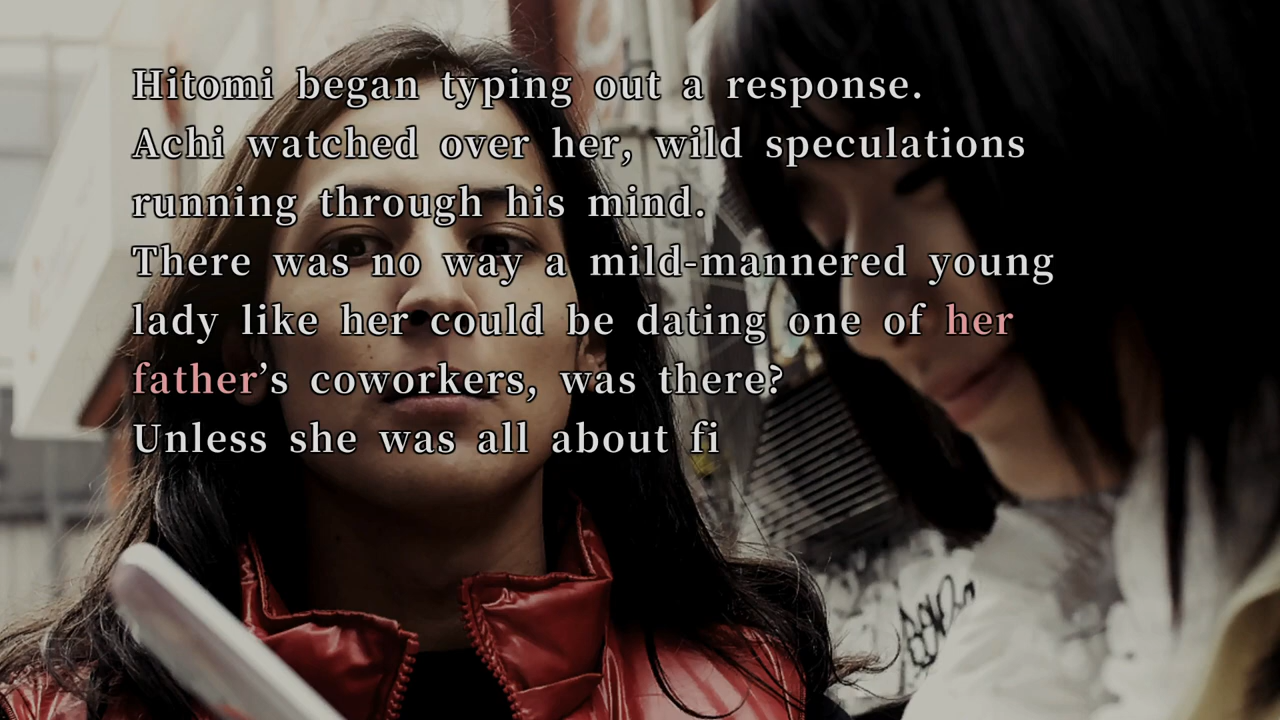 Hitomi began typing out a response.
Achi watched over her, wild speculations
running through his mind.
There was no way a mild-mannered young
lady like her could be dating one of her
father’s coworkers, was there?
Unless she was all about fi